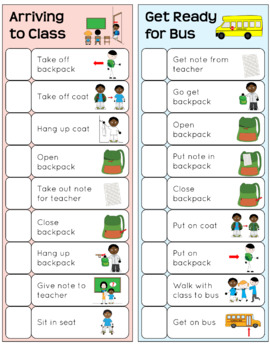 Arriving
to Class
Take off
backpack
Take off coat
Hang up coat
Open
backpack
Take out note
for teacher
Close
backpack
Hang up
backpack
Give note to
teacher
Sit in seat
Get Ready
for Bus
Get note from
teacher
Go get
backpack
Open
backpack
Put note in
backpack
Close
backpack
Put on coat
Put on
backpack
Walk with
class to bus
Get on bus